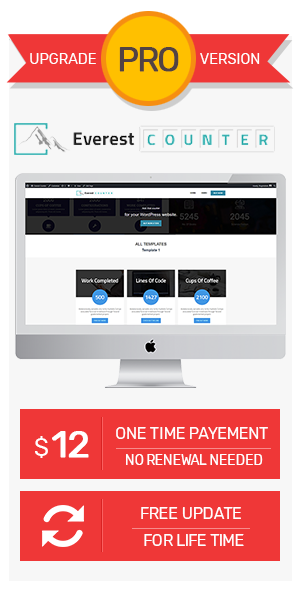 UPGRADE PRO VERSION
Everest COUNTER
for your WordPress website.
5245
2045
ALL TEMPLATES
Template 1
Work Completed
Lines Of Code
Cups Of Coffee
500
1427
2100
$12
ONE TIME PAYEMENT
NO RENEWAL NEEDED
FREE UPDATE
FOR LIFE TIME